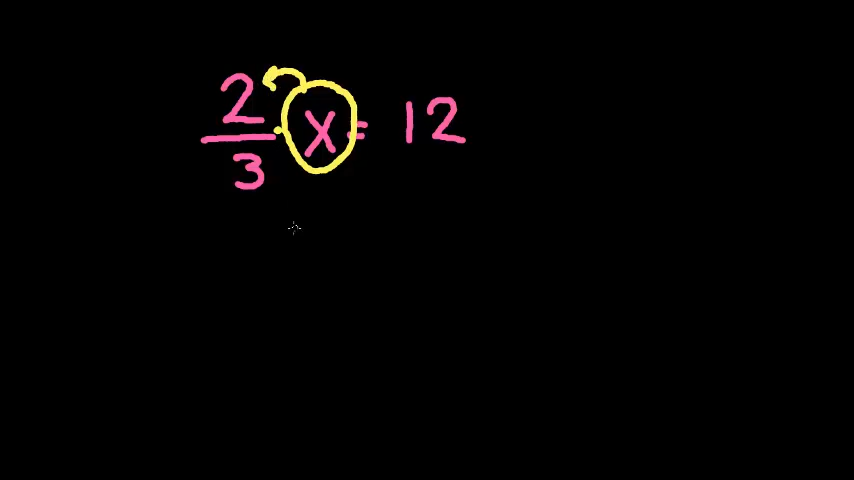 2/3 · x = 12